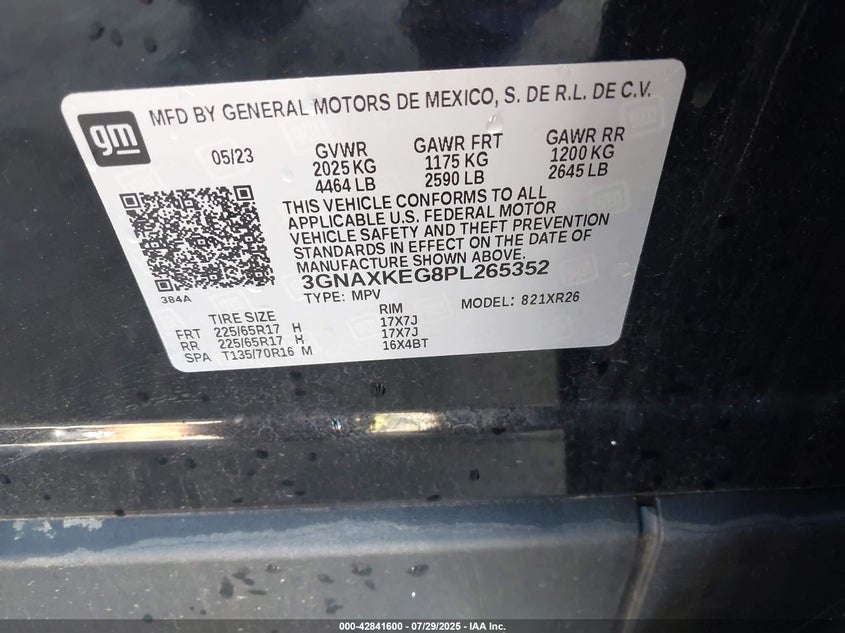 MFD BY GENERAL MOTORS DE MEXICO, S. DE R.L. DE C.V.
gm
05/23
GVWR GAWR FRT GAWR RR
2025 KG 1175 KG 1200 KG
4464 LB 2590 LB 2645 LB
THIS VEHICLE CONFORMS TO ALL
APPLICABLE U.S. FEDERAL MOTOR
VEHICLE SAFETY AND THEFT PREVENTION
STANDARDS IN EFFECT ON THE DATE OF
MANUFACTURE SHOWN ABOVE.
3GNAXKEG8PL265352
384A
TYPE: MPV MODEL: 821XR26
TIRE SIZE RIM
FRT 225/65R17 H 17X7J
RR 225/65R17 H 17X7J
SPA T135/70R16 M 16X4BT
000-42841600 - 07/29/2025 - IAA Inc.